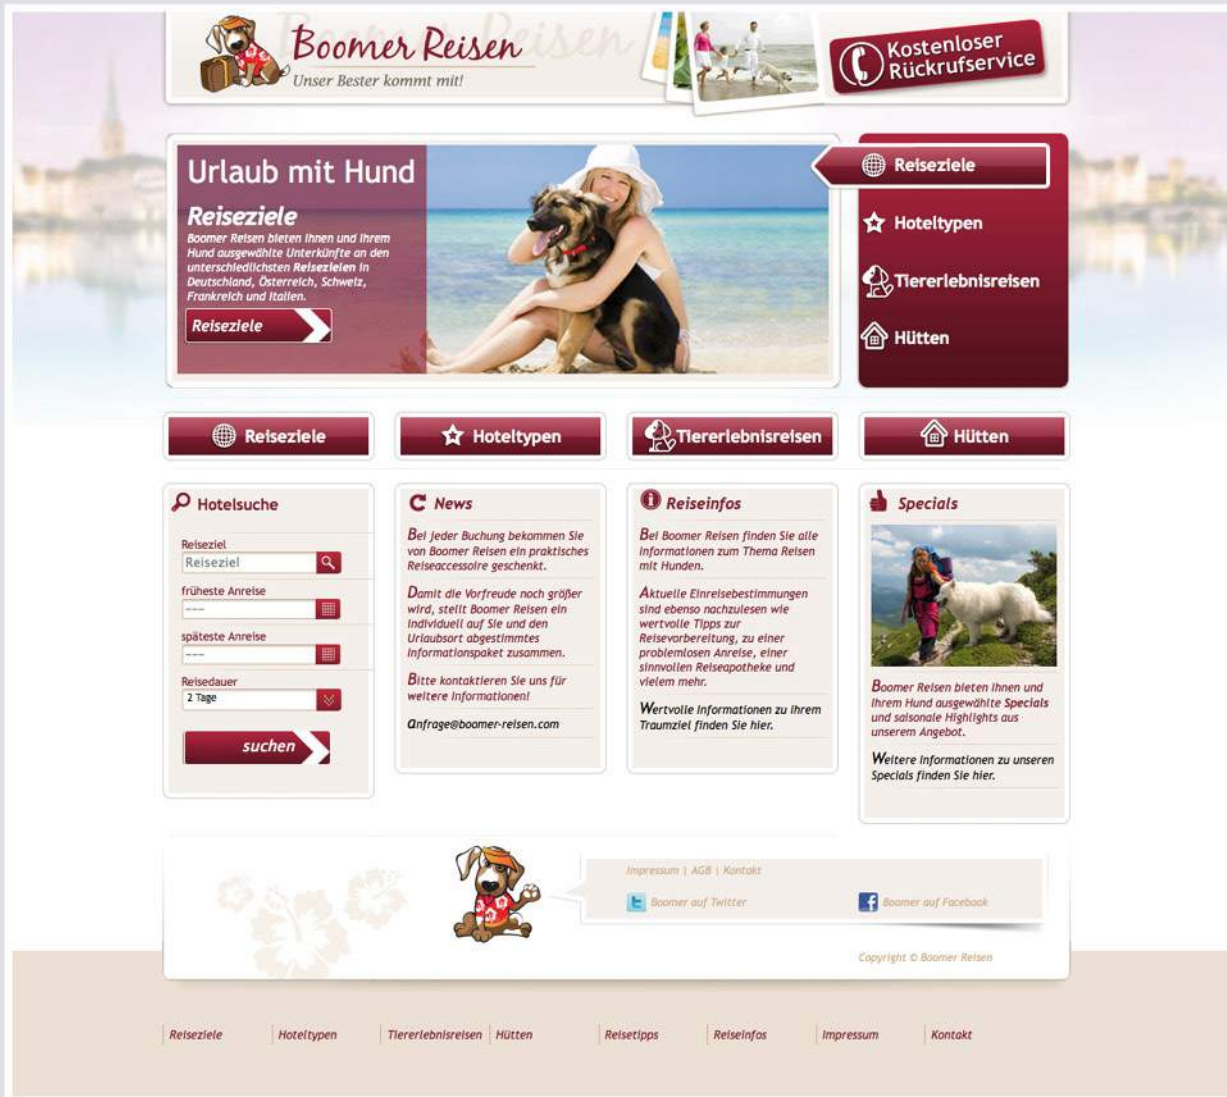 Boomer Reisen
Unser Bester kommt mit!
Kostenloser
Rückrufservice
Urlaub mit Hund
Reiseziele
Boomer Reisen bieten Ihnen und Ihrem
Hund ausgewählte Unterkünfte an den
unterschiedlichsten Reisezielen in
Deutschland, Österreich, Schweiz,
Frankreich und Italien.
Reiseziele
Reiseziele
Hoteltypen
Tiererlebnisreisen
Hütten
Reiseziele
Hoteltypen
Tiererlebnisreisen
Hütten
Hotelsuche
Reiseziel
Reiseziel
früheste Anreise
---
späteste Anreise
---
Reisedauer
2 Tage
suchen
News
Bei jeder Buchung bekommen Sie
von Boomer Reisen ein praktisches
Reiseaccessoire geschenkt.
Damit die Vorfreude noch größer
wird, stellt Boomer Reisen ein
individuell auf Sie und den
Urlaubsort abgestimmtes
Informationspaket zusammen.
Bitte kontaktieren Sie uns für
weitere Informationen!
anfrage@boomer-reisen.com
Reiseinfos
Bei Boomer Reisen finden Sie alle
Informationen zum Thema Reisen
mit Hunden.
Aktuelle Einreisebestimmungen
sind ebenso nachzulesen wie
wertvolle Tipps zur
Reisevorbereitung, zu einer
problemlosen Anreise, einer
sinnvollen Reiseapotheke und
vielem mehr.
Wertvolle Informationen zu Ihrem
Traumziel finden Sie hier.
Specials
Boomer Reisen bieten Ihnen und
Ihrem Hund ausgewählte Specials
und saisonale Highlights aus
unserem Angebot.
Weitere Informationen zu unseren
Specials finden Sie hier.
Impressum | AGB | Kontakt
Boomer auf Twitter
Boomer auf Facebook
Copyright © Boomer Reisen
Reiseziele
Hoteltypen
Tiererlebnisreisen
Hütten
Reisetipps
Reiseinfos
Impressum
Kontakt